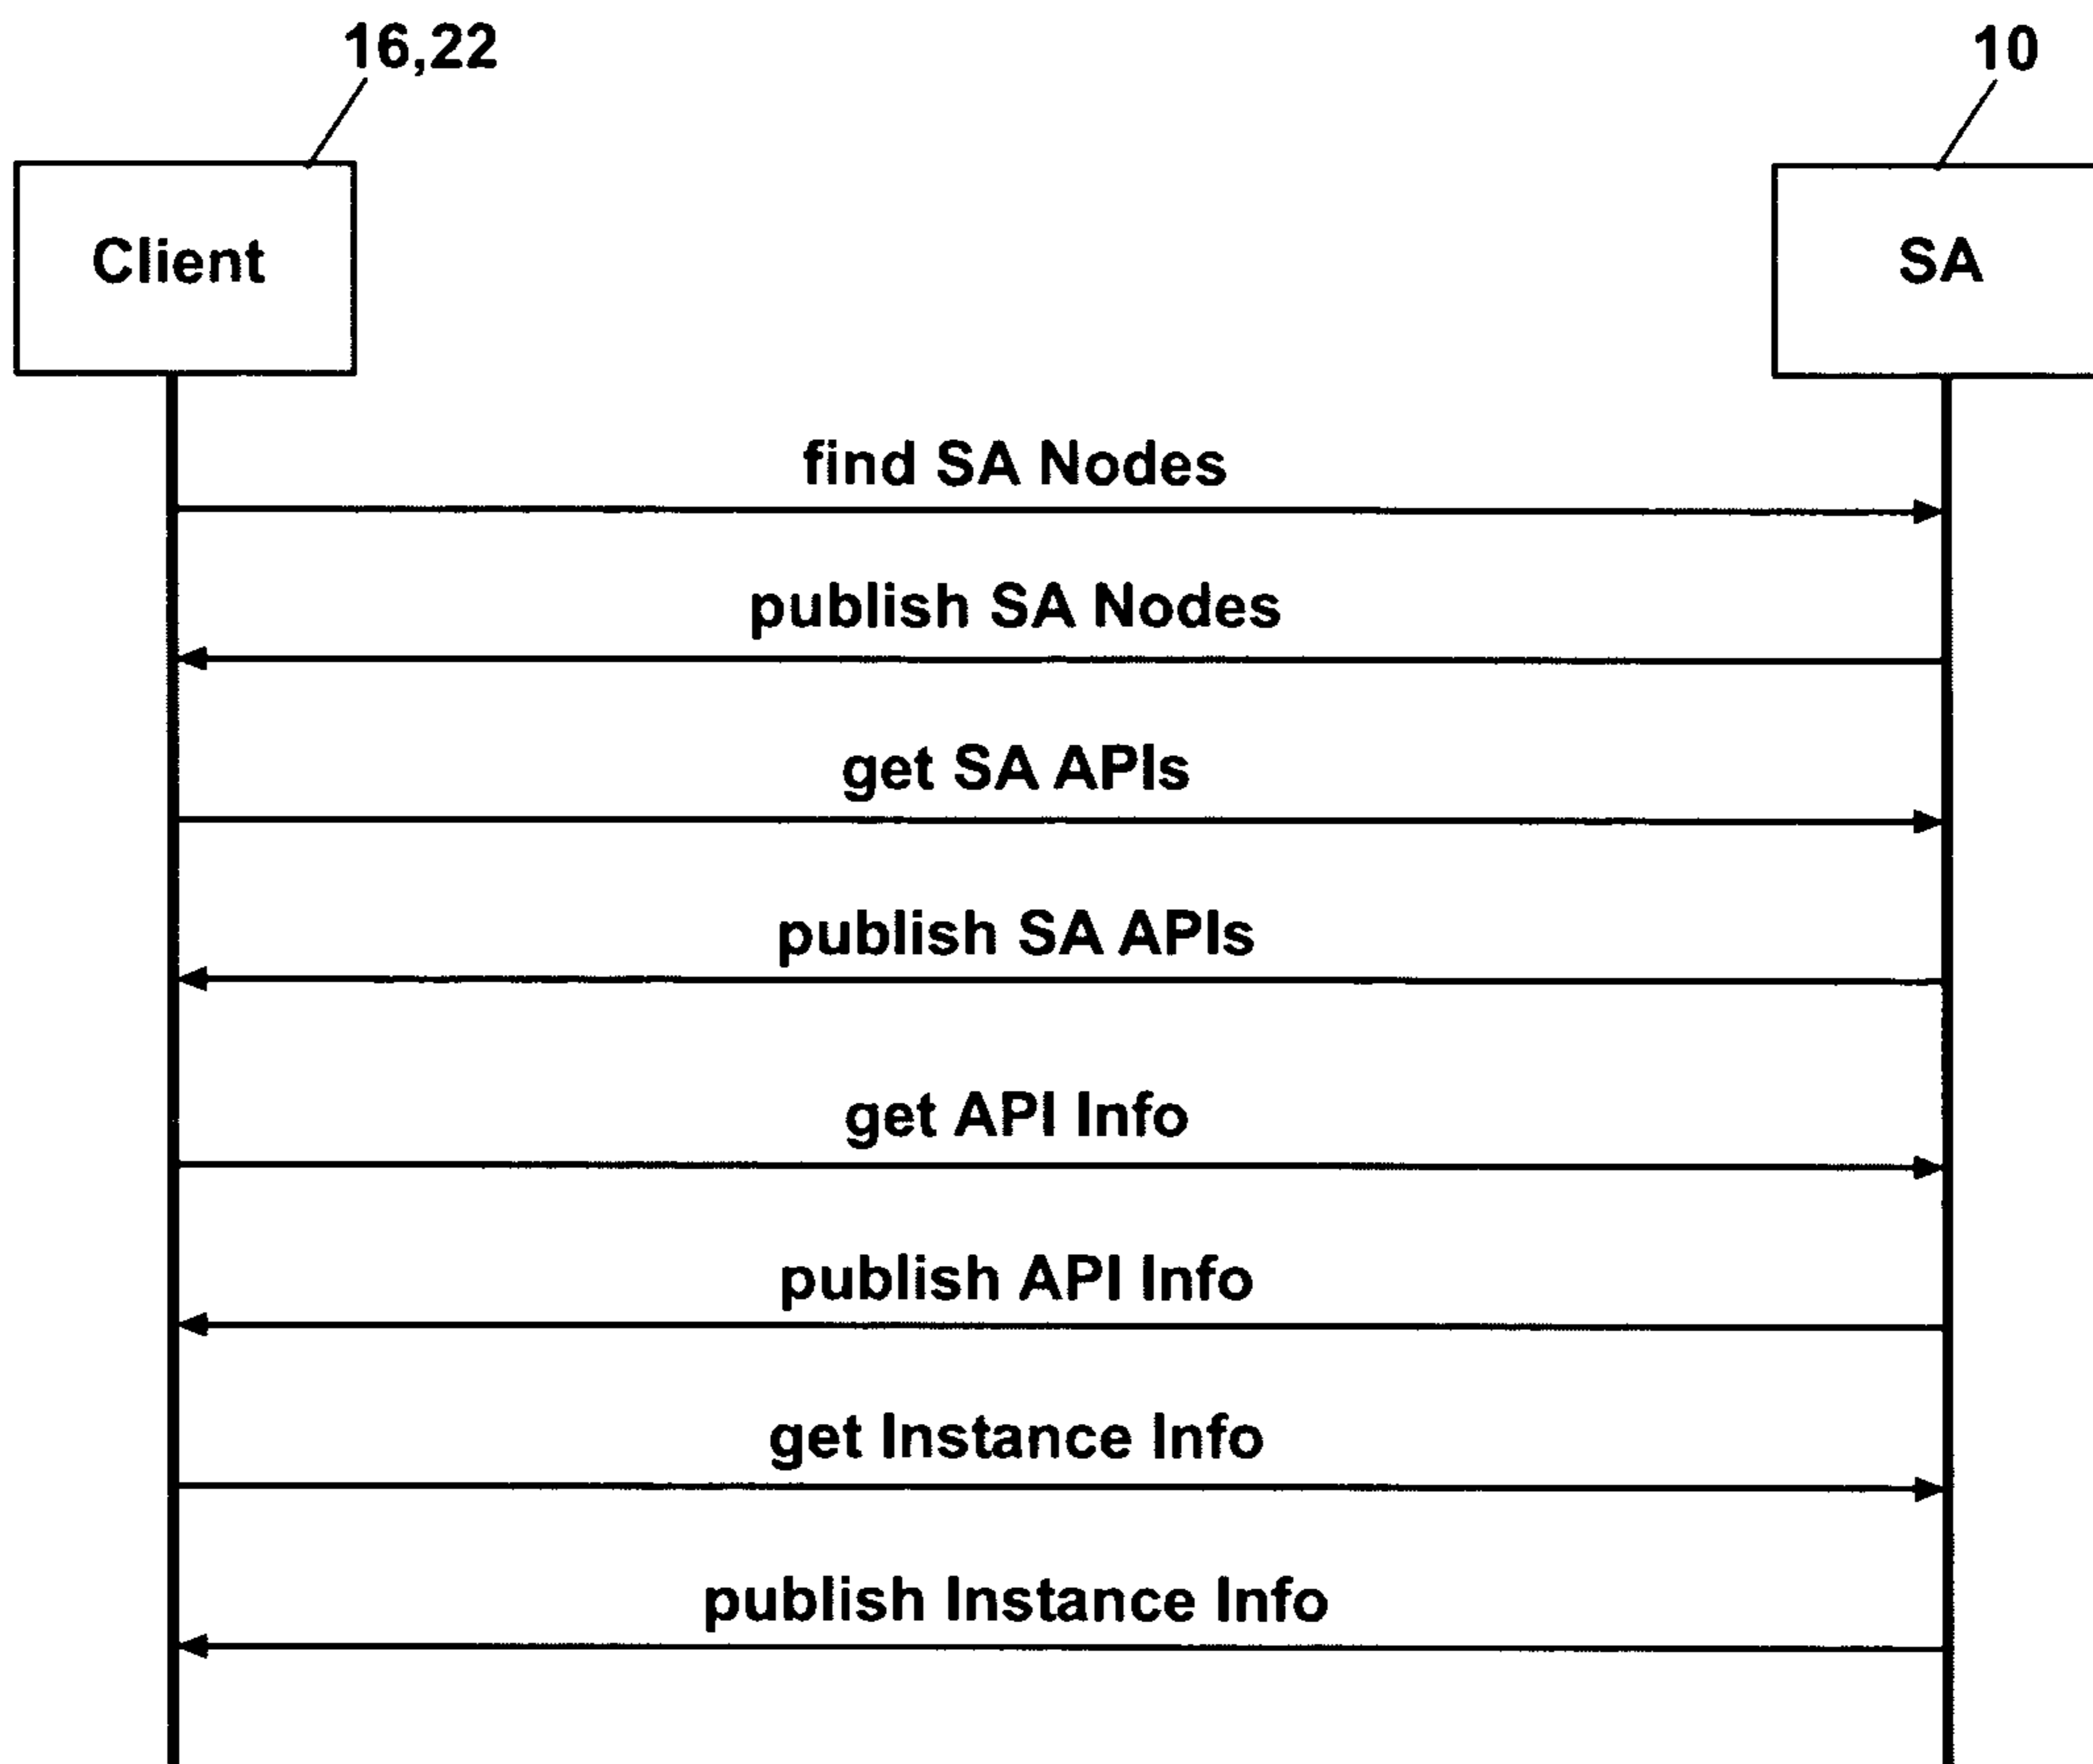 16,22
10
Client
SA
find SA Nodes
publish SA Nodes
get SA APIs
publish SA APIs
get API Info
publish API Info
get Instance Info
publish Instance Info